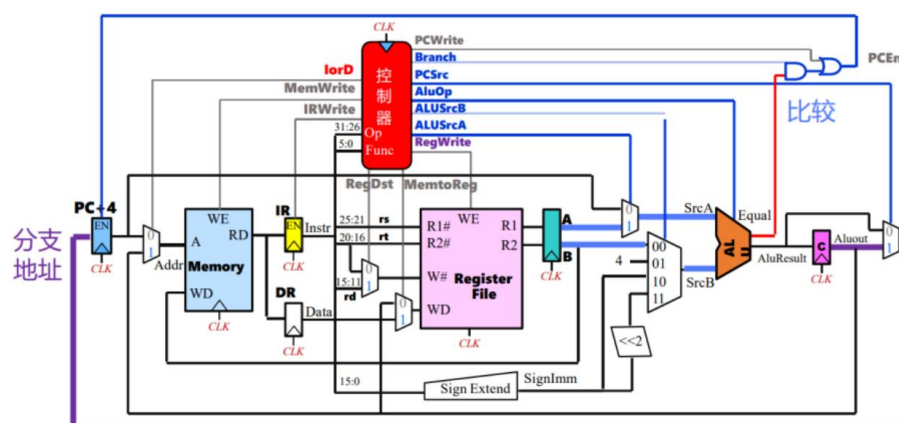 CLK
PCWrite
Branch
PCSrc
AluOp
ALUSrcB
ALUSrcA
RegWrite
PCEn
IorD
MemWrite
IRWrite
控制器
31:26
Op
5:0
Func
比较
RegDst
MemtoReg
PC+4
EN
CLK
分支
地址
0
1
Addr
WE
A
RD
Memory
WD
CLK
IR
EN
Instr
CLK
DR
Data
CLK
25:21
rs
20:16
rt
15:11
rd
0
1
0
1
WE
R1#
R1
R2#
R2
W#
Register
File
WD
CLK
A
B
CLK
0
1
SrcA
00
01
10
11
4
SrcB
AL
Equal
AluResult
C
CLK
Aluout
0
1
<<2
15:0
Sign Extend
SignImm